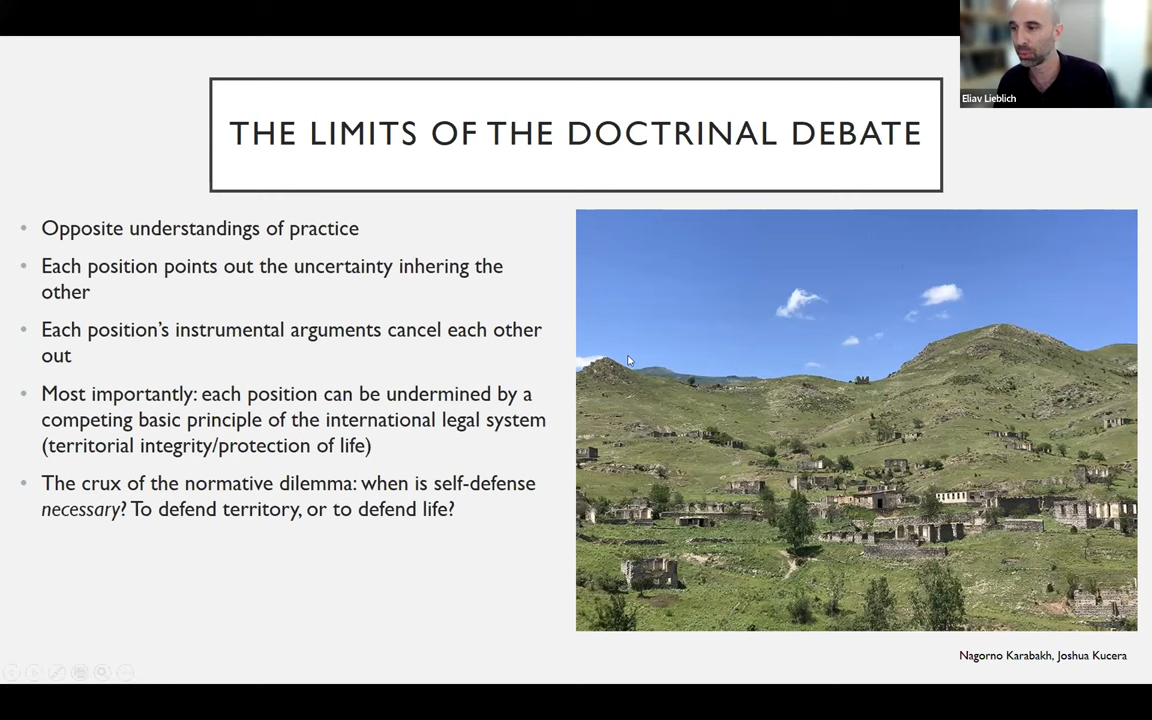 Eliav Lieblich
THE LIMITS OF THE DOCTRINAL DEBATE
• Opposite understandings of practice
• Each position points out the uncertainty inhering the
other
• Each position's instrumental arguments cancel each other
out
• Most importantly: each position can be undermined by a
competing basic principle of the international legal system
(territorial integrity/protection of life)
• The crux of the normative dilemma: when is self-defense
necessary? To defend territory, or to defend life?
Nagorno Karabakh, Joshua Kucera